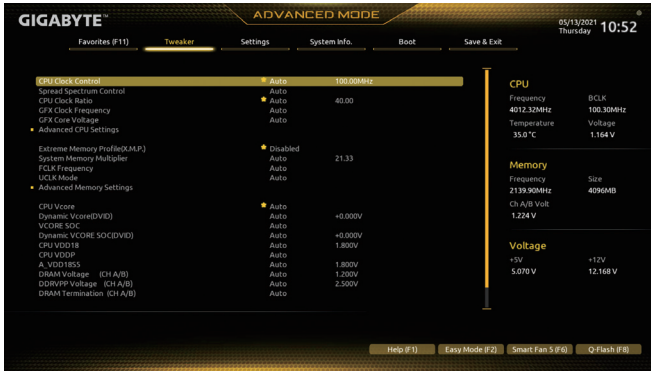 GIGABYTE™
ADVANCED MODE
05/13/2021 Thursday 10:52
Favorites (F11) Tweaker Settings System Info. Boot Save & Exit
CPU Clock Control Auto 100.00MHz
Spread Spectrum Control Auto
CPU Clock Ratio Auto 40.00
GFX Clock Frequency Auto
GFX Core Voltage Auto
Advanced CPU Settings
Extreme Memory Profile(X.M.P.) Disabled
System Memory Multiplier Auto 21.33
FCLK Frequency Auto
UCLK Mode Auto
Advanced Memory Settings
CPU Vcore Auto
Dynamic Vcore(DVID) Auto +0.000V
VCORE SOC Auto
Dynamic VCORE SOC(DVID) Auto +0.000V
CPU VDD18 Auto 1.800V
CPU VDDP Auto
A_VDD18S5 Auto 1.800V
DRAM Voltage (CH A/B) Auto 1.200V
DDRVPP Voltage (CH A/B) Auto 2.500V
DRAM Termination (CH A/B) Auto
CPU
Frequency BCLK
4012.32MHz 100.30MHz
Temperature Voltage
35.0 °C 1.164 V
Memory
Frequency Size
2139.90MHz 4096MB
Ch A/B Volt
1.224 V
Voltage
+5V +12V
5.070 V 12.168 V
Help (F1) Easy Mode (F2) Smart Fan 5 (F6) Q-Flash (F8)